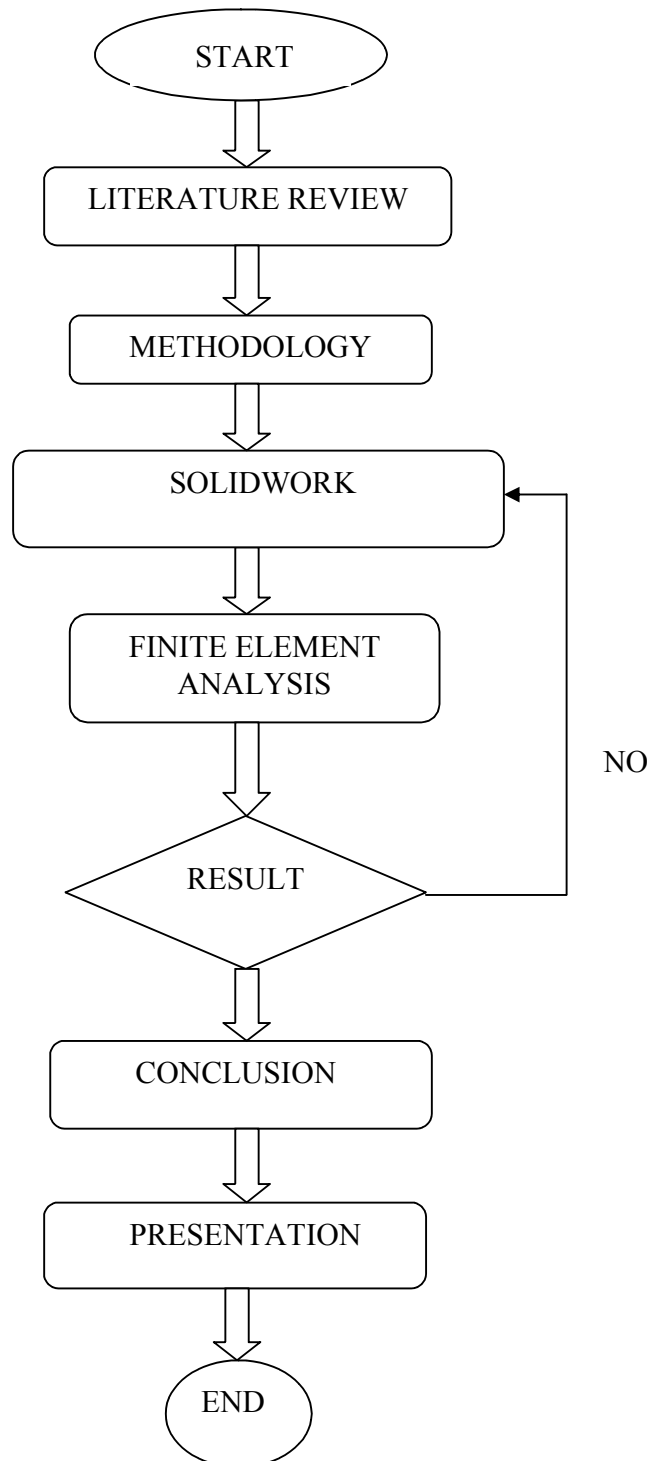 START
LITERATURE REVIEW
METHODOLOGY
SOLIDWORK
FINITE ELEMENT
ANALYSIS
NO
RESULT
CONCLUSION
PRESENTATION
END